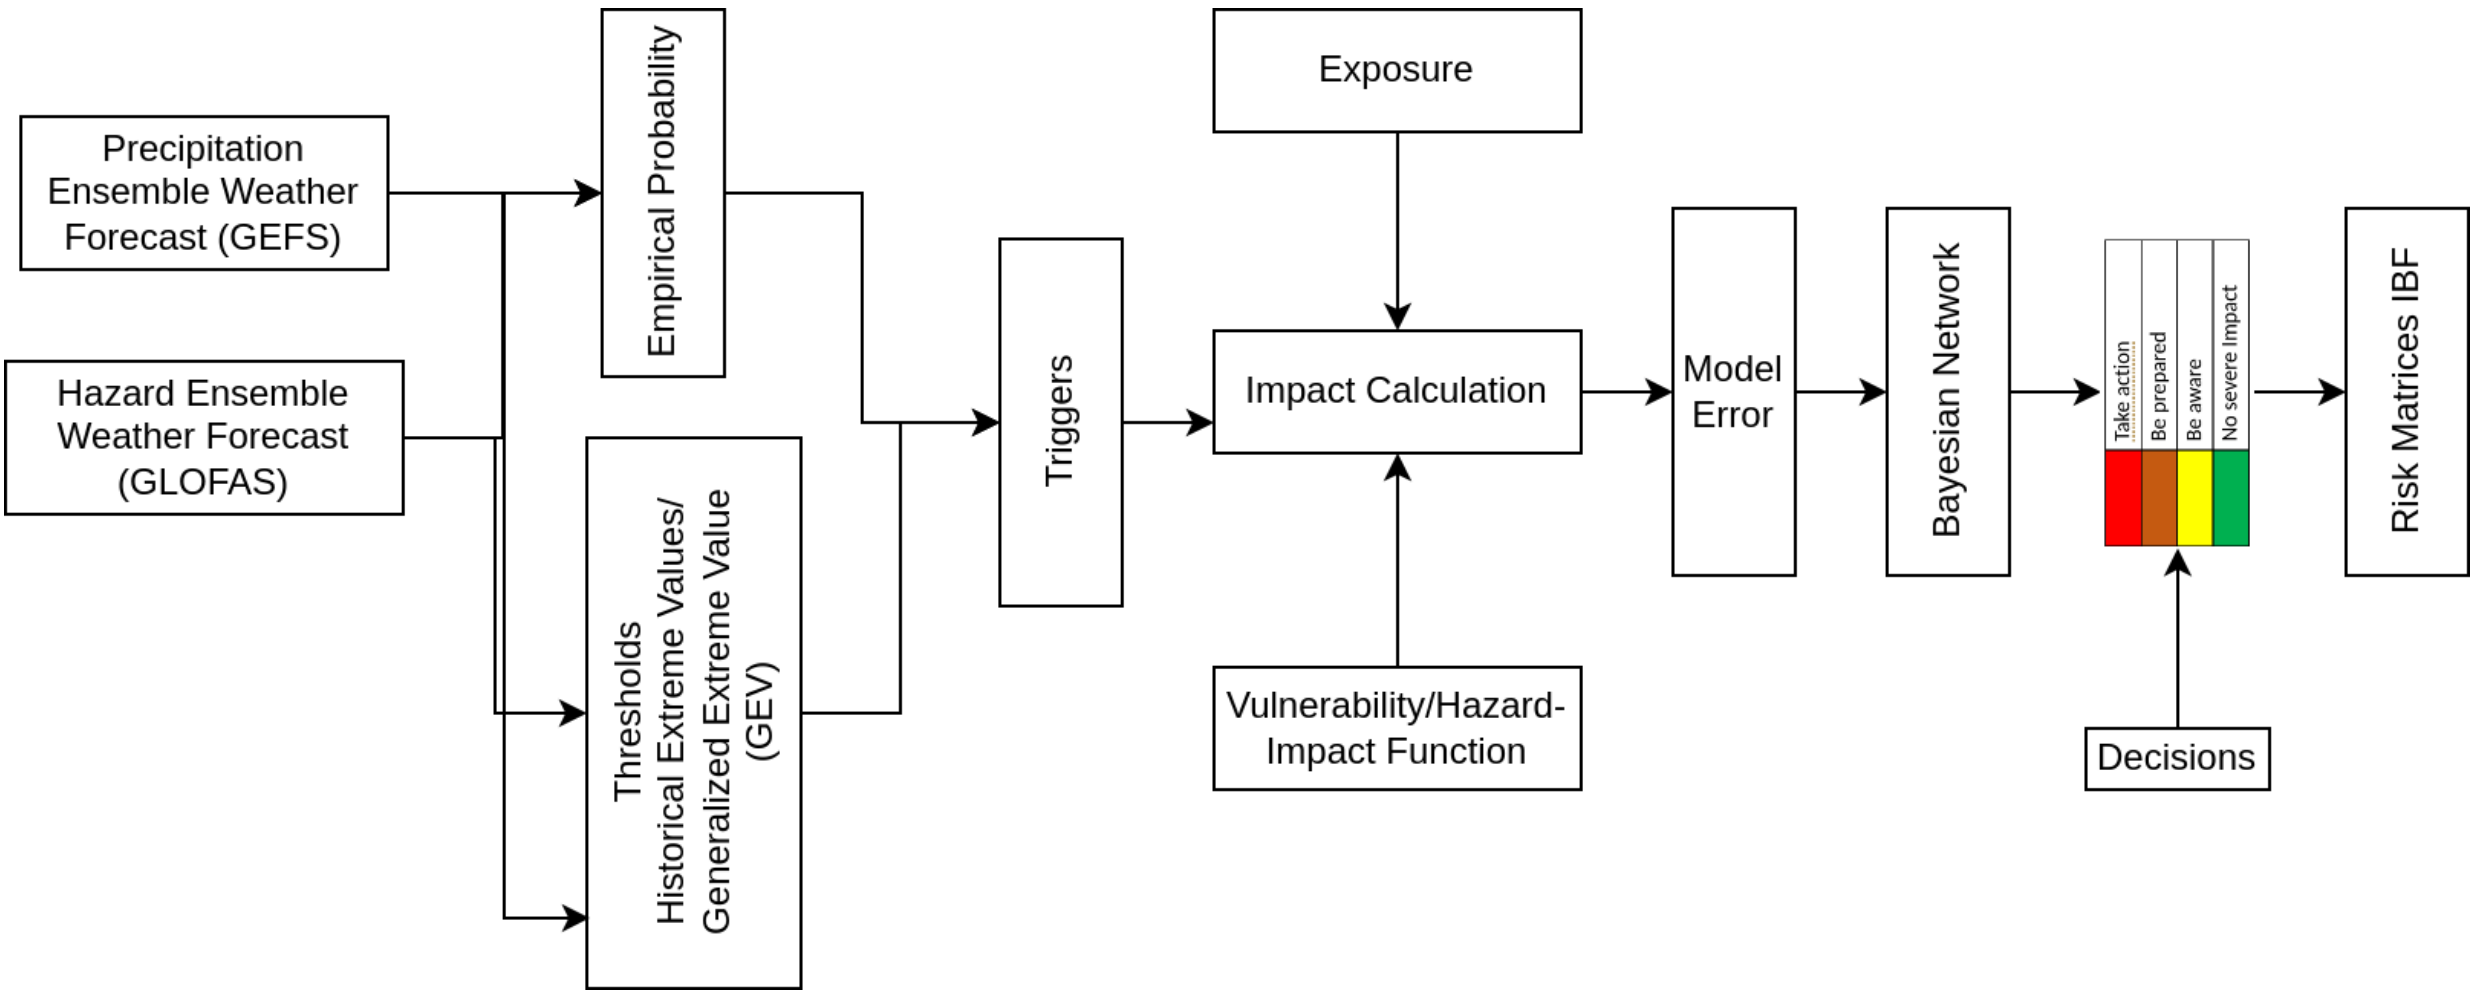 Precipitation
Ensemble Weather
Forecast (GEFS)
Hazard Ensemble
Weather Forecast
(GLOFAS)
Empirical Probability
Thresholds
Historical Extreme Values/
Generalized Extreme Value
(GEV)
Triggers
Exposure
Impact Calculation
Vulnerability/Hazard-
Impact Function
Model
Error
Bayesian Network
Take action
Be prepared
Be aware
No severe Impact
Decisions
Risk Matrices IBF